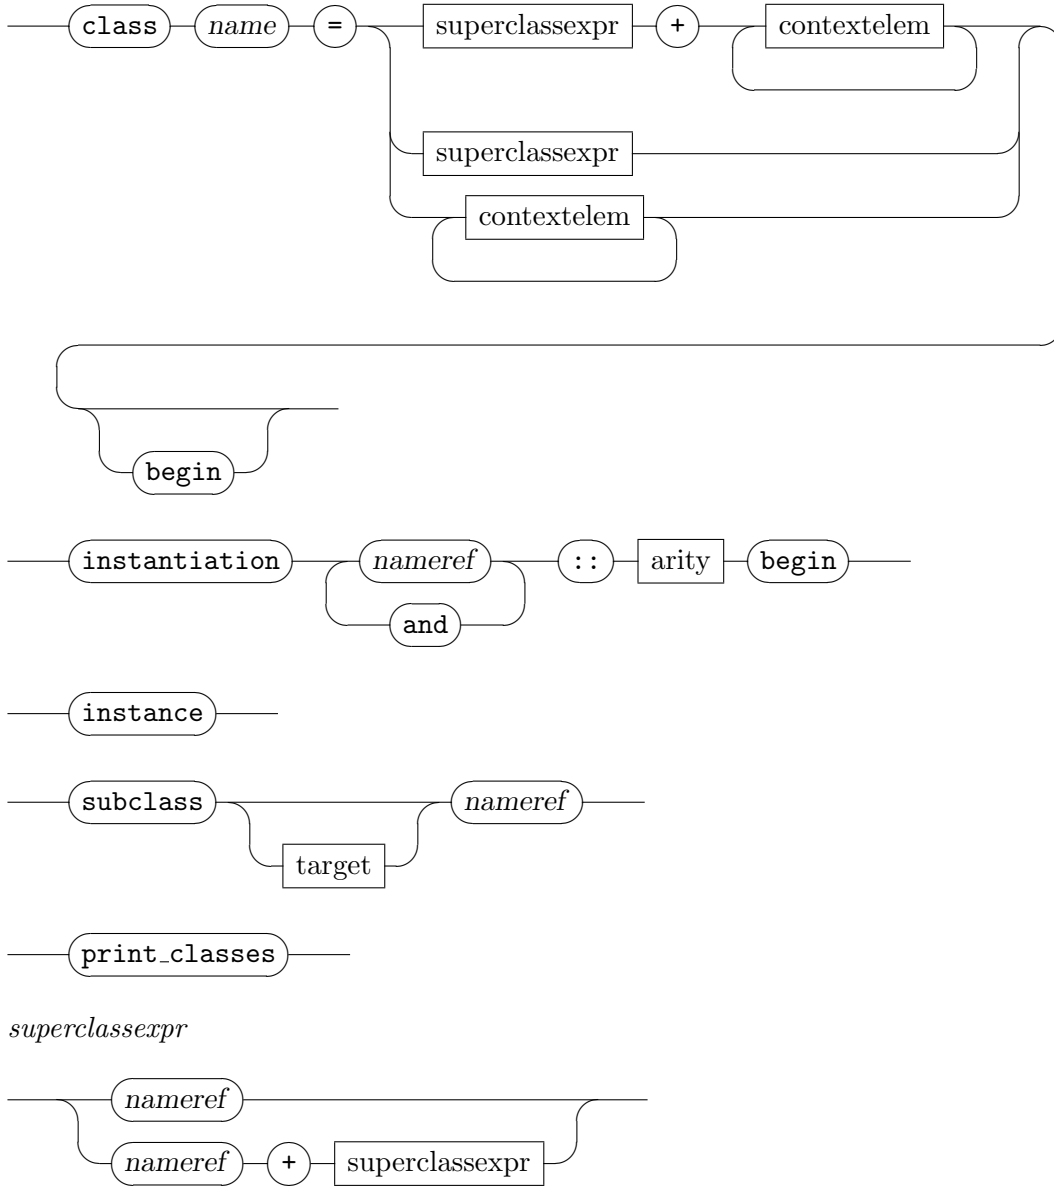 class name = superclassexpr + contextelem
superclassexpr
contextelem
begin
instantiation nameref :: arity begin
and
instance
subclass nameref
target
print_classes
superclassexpr
nameref
nameref + superclassexpr